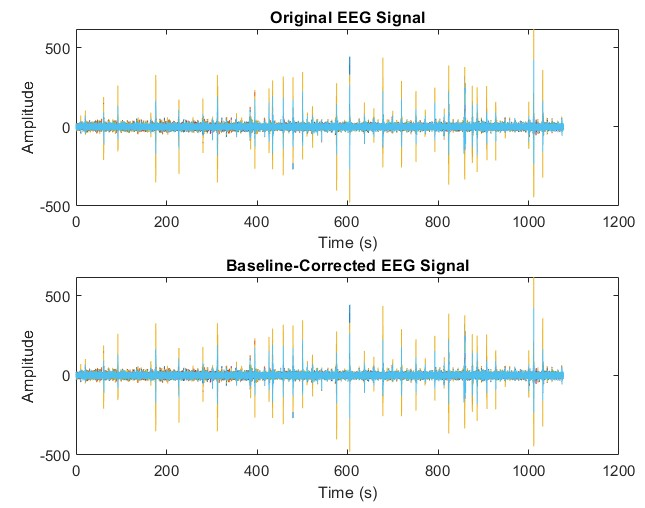 Original EEG Signal
500
0
-500
Amplitude
0 200 400 600 800 1000 1200
Time (s)
Baseline-Corrected EEG Signal
500
0
-500
Amplitude
0 200 400 600 800 1000 1200
Time (s)